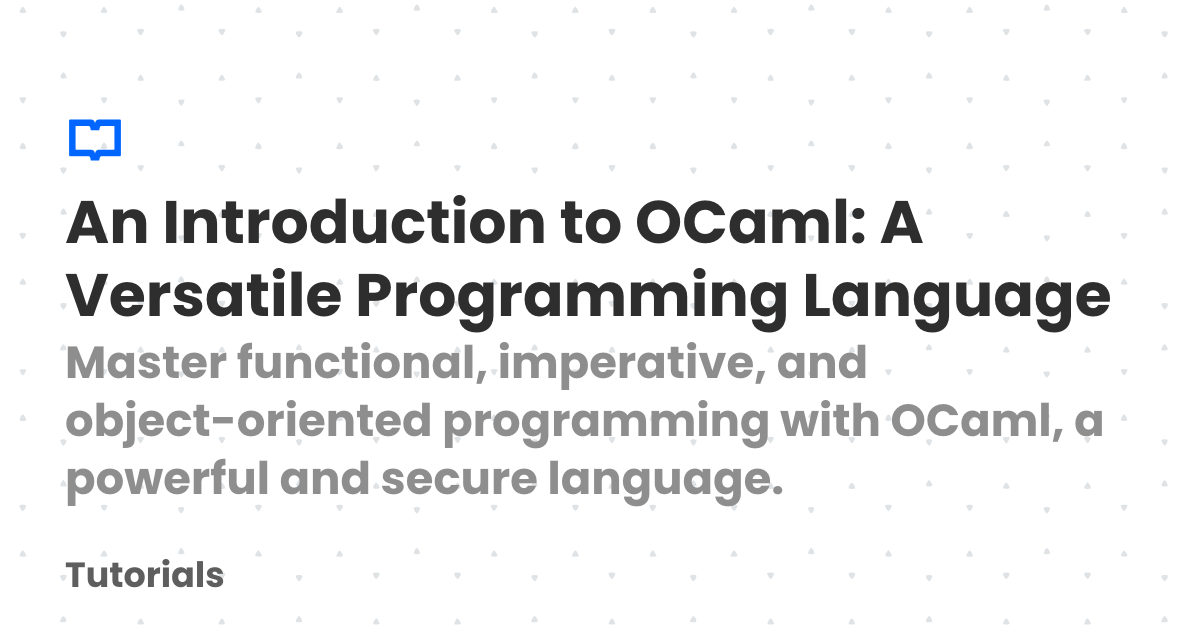 An Introduction to OCaml: A
Versatile Programming Language
Master functional, imperative, and
object-oriented programming with OCaml, a
powerful and secure language.
Tutorials